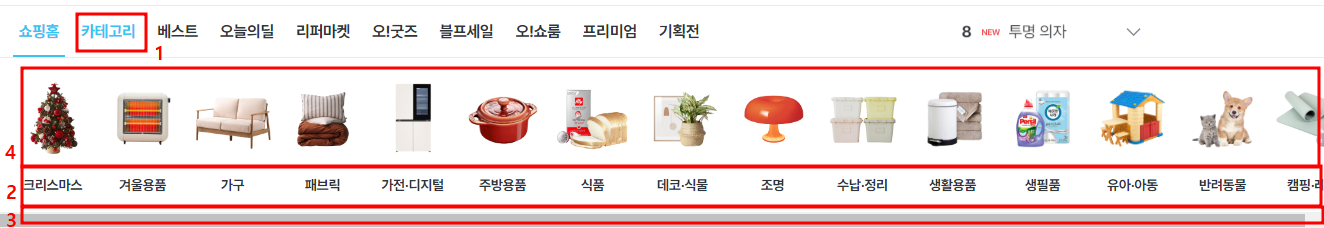 쇼핑홈 카테고리 베스트 오늘의딜 리퍼마켓 오!굿즈 블프세일 오!쇼룸 프리미엄 기획전 8 NEW 투명 의자
1
4
2 크리스마스 겨울용품 가구 패브릭 가전·디지털 주방용품 식품 데코·식물 조명 수납·정리 생활용품 생필품 유아·아동 반려동물 캠핑·
3